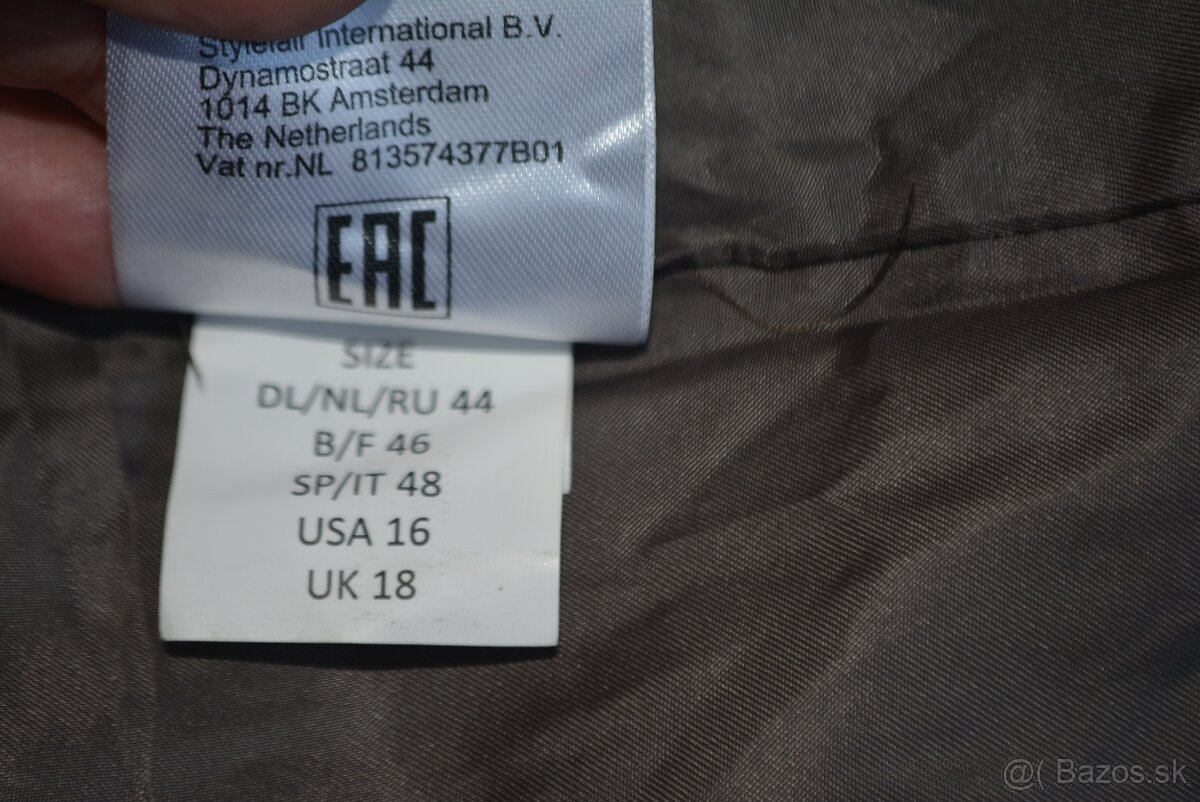 Stylefair International B.V.
Dynamostraat 44
1014 BK Amsterdam
The Netherlands
Vat nr.NL 813574377B01
EAC
SIZE
DL/NL/RU 44
B/F 46
SP/IT 48
USA 16
UK 18
@( Bazos.sk